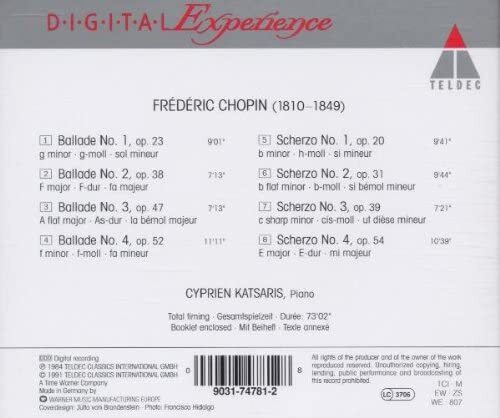 DIGITAL Experience
TELDEC
FRÉDÉRIC CHOPIN (1810–1849)
1 Ballade No. 1, op. 23 9'01"
g minor · g-moll · sol mineur
2 Ballade No. 2, op. 38 7'13"
F major · F-dur · fa majeur
3 Ballade No. 3, op. 47 7'13"
A flat major · As-dur · la bémol majeur
4 Ballade No. 4, op. 52 11'11"
f minor · f-moll · fa mineur
5 Scherzo No. 1, op. 20 9'41"
b minor · h-moll · si mineur
6 Scherzo No. 2, op. 31 9'44"
b flat minor · b-moll · si bémol mineur
7 Scherzo No. 3, op. 39 7'21"
c sharp minor · cis-moll · ut dièse mineur
8 Scherzo No. 4, op. 54 10'39"
E major · E-dur · mi majeur
CYPRIEN KATSARIS, Piano
Total timing · Gesamtspielzeit · Durée: 73'02"
Booklet enclosed · Mit Beiheft · Texte annexé
DDD Digital recording
℗ 1984 TELDEC CLASSICS INTERNATIONAL GMBH
© 1991 TELDEC CLASSICS INTERNATIONAL GMBH
A Time Warner Company
Made in Germany by
WARNER MUSIC MANUFACTURING EUROPE
Coverdesign: Jutta von Brandenstein · Photo: Francisco Hidalgo
0 8
9031-74781-2
All rights of the producer and of the owner of the work
reproduced reserved. Unauthorized copying, hiring,
lending, public performance and broadcasting prohibited.
LC 3706
TCI · M
EW · ZS
WE 807